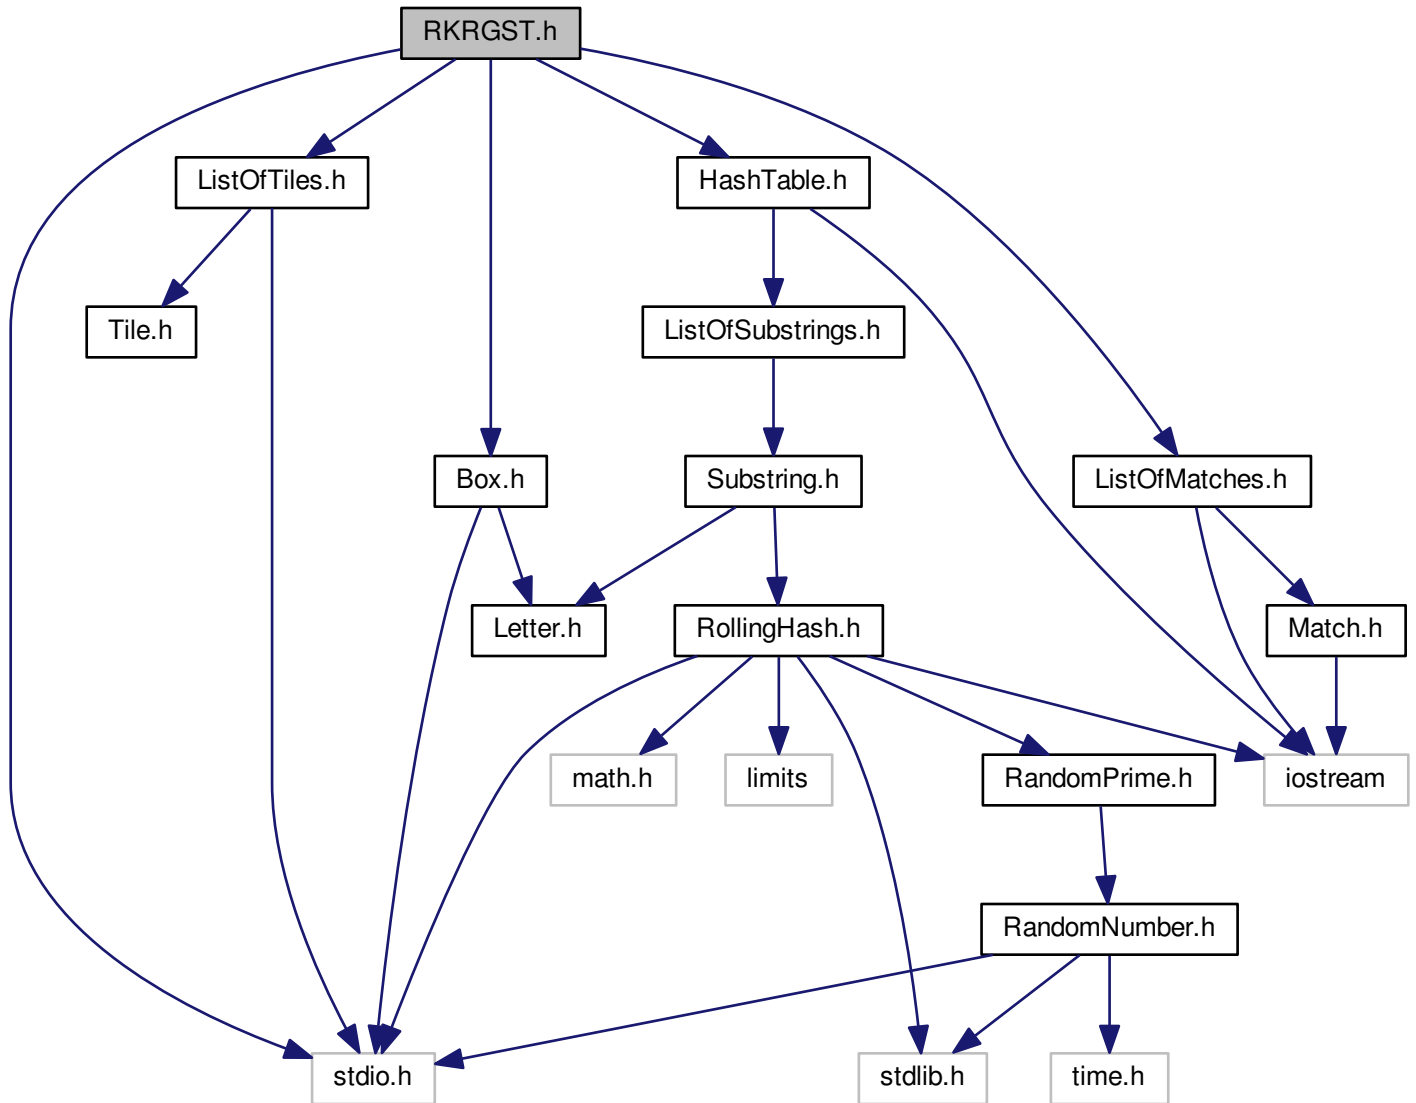 RKRGST.h
ListOfTiles.h
HashTable.h
Tile.h
ListOfSubstrings.h
Box.h
Substring.h
ListOfMatches.h
Letter.h
RollingHash.h
Match.h
math.h
limits
RandomPrime.h
iostream
RandomNumber.h
stdio.h
stdlib.h
time.h